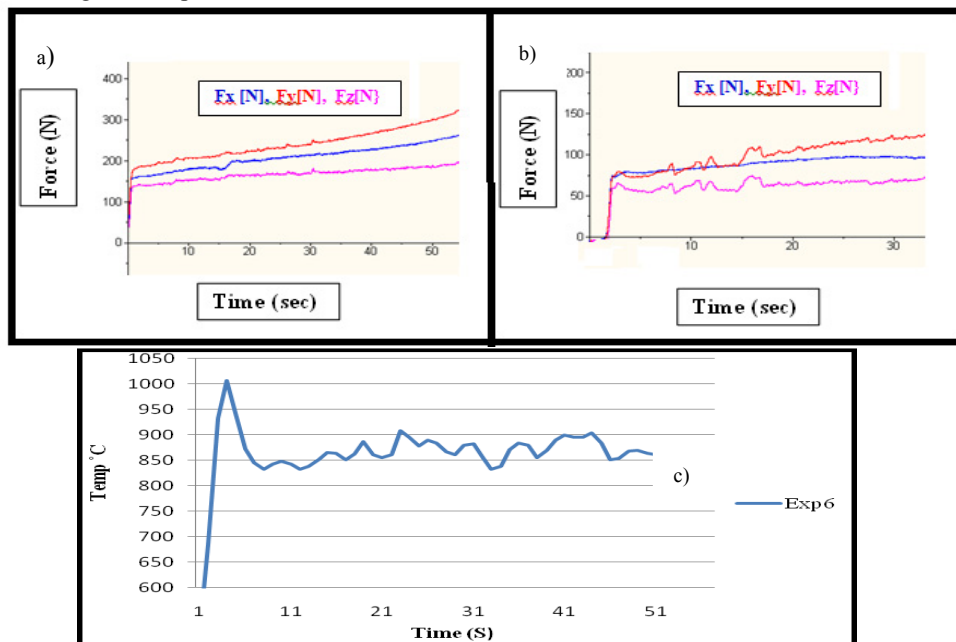 a)
Fx [N], Fy[N], Fz[N}
Force (N)
400
300
200
100
0
10
20
30
40
50
Time (sec)
b)
Fx [N], Fy[N], Fz[N}
Force (N)
200
150
100
50
0
10
20
30
Time (sec)
1050
1000
950
900
850
800
750
700
650
600
Temp°C
c)
Exp6
1 11 21 31 41 51
Time (S)